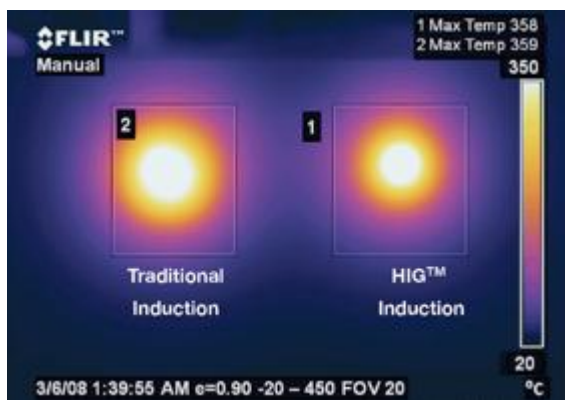 FLIR™
1 Max Temp 358
2 Max Temp 359
Manual
350
2
1
Traditional
Induction
HIG™
Induction
20
3/6/08 1:39:55 AM e=0.90 -20 – 450 FOV 20
°C